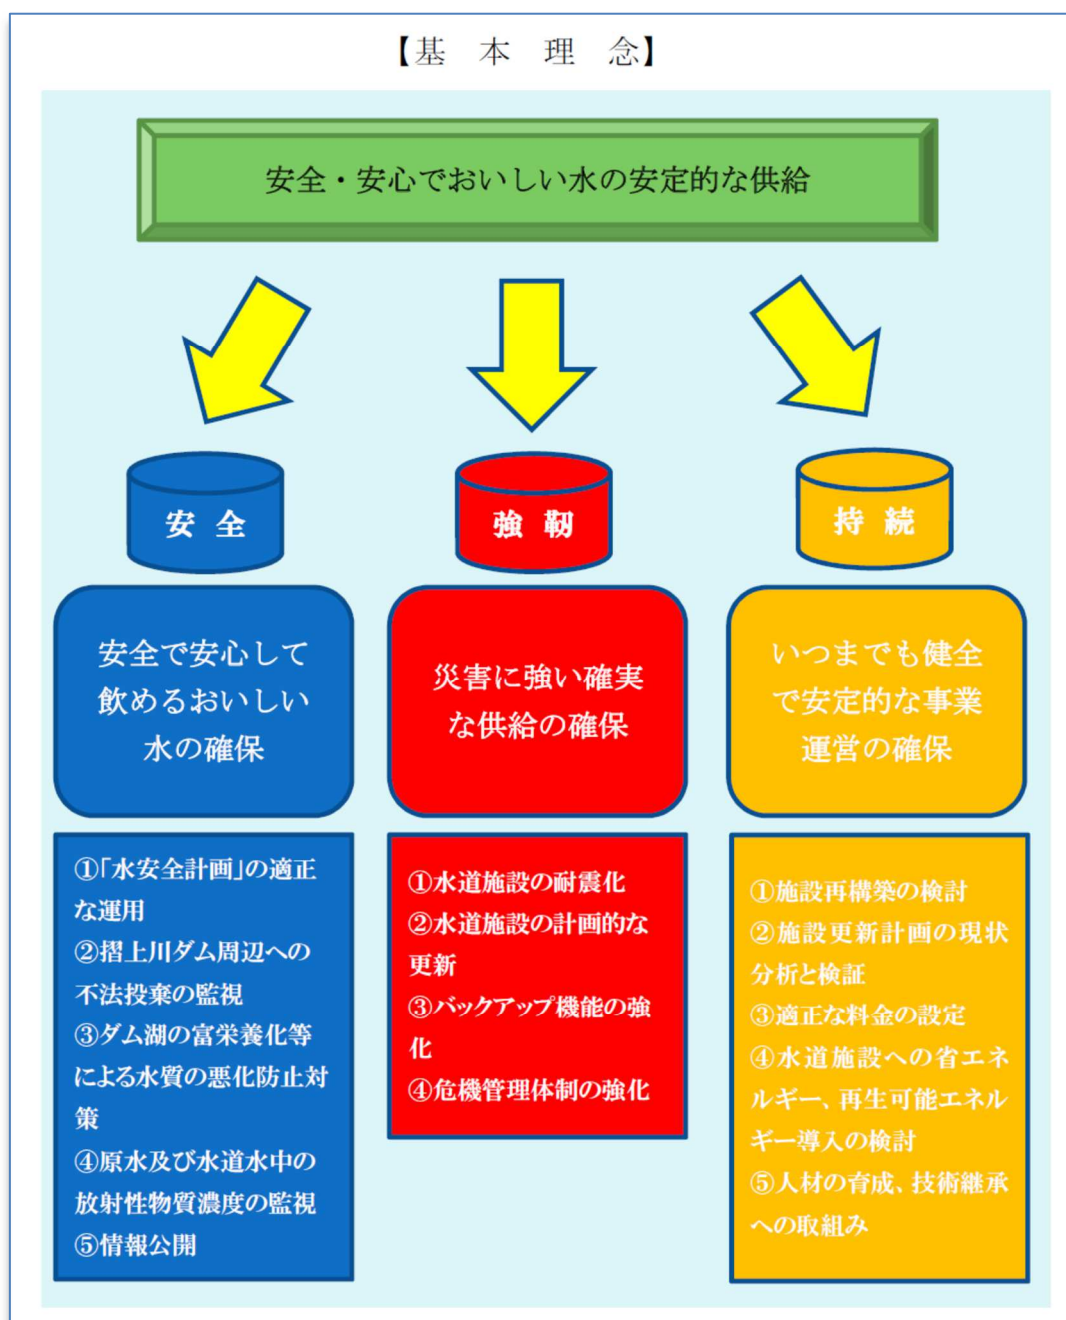 【基　本　理　念】
安全・安心でおいしい水の安定的な供給
安 全
安全で安心して
飲めるおいしい
水の確保
①「水安全計画」の適正
な運用
②摺上川ダム周辺への
不法投棄の監視
③ダム湖の富栄養化等
による水質の悪化防止対
策
④原水及び水道水中の
放射性物質濃度の監視
⑤情報公開
強 靭
災害に強い確実
な供給の確保
①水道施設の耐震化
②水道施設の計画的な
更新
③バックアップ機能の強
化
④危機管理体制の強化
持 続
いつまでも健全
で安定的な事業
運営の確保
①施設再構築の検討
②施設更新計画の現状
分析と検証
③適正な料金の設定
④水道施設への省エネ
ルギー、再生可能エネル
ギー導入の検討
⑤人材の育成、技術継承
への取組み